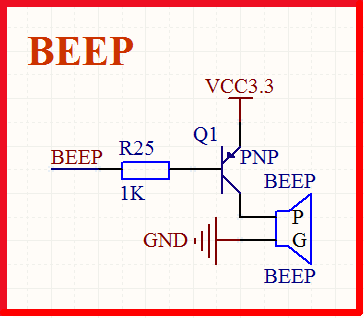 BEEP
VCC3.3
Q1
BEEP
R25
PNP
1K
BEEP
P
GND
G
BEEP